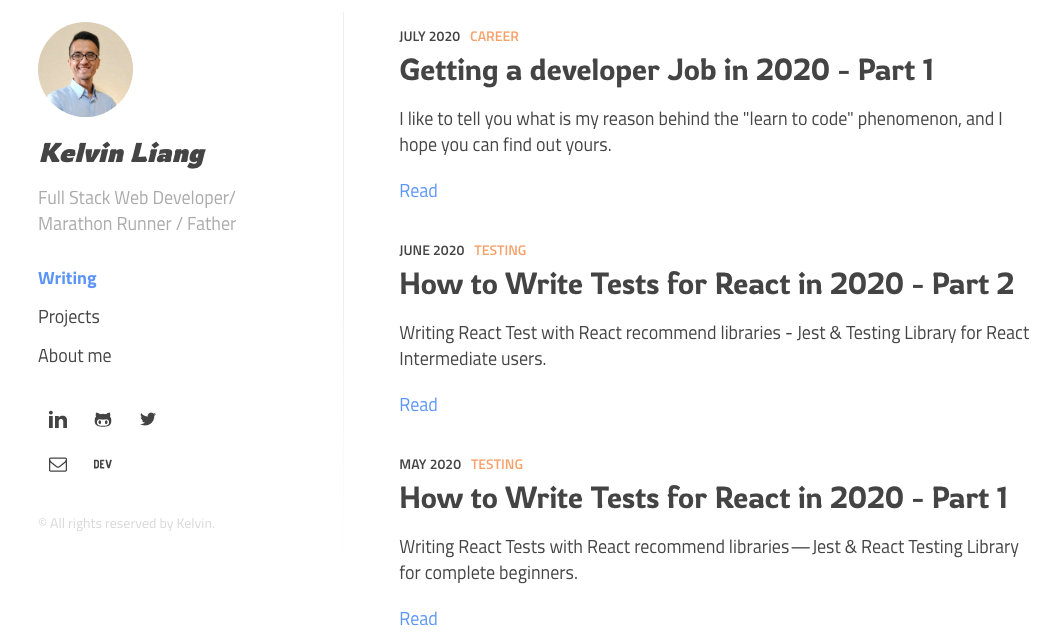 Kelvin Liang
Full Stack Web Developer/
Marathon Runner / Father
Writing
Projects
About me
in
DEV
© All rights reserved by Kelvin.
JULY 2020 CAREER
Getting a developer Job in 2020 - Part 1
I like to tell you what is my reason behind the "learn to code" phenomenon, and I
hope you can find out yours.
Read
JUNE 2020 TESTING
How to Write Tests for React in 2020 - Part 2
Writing React Test with React recommend libraries - Jest & Testing Library for React
Intermediate users.
Read
MAY 2020 TESTING
How to Write Tests for React in 2020 - Part 1
Writing React Tests with React recommend libraries — Jest & React Testing Library
for complete beginners.
Read